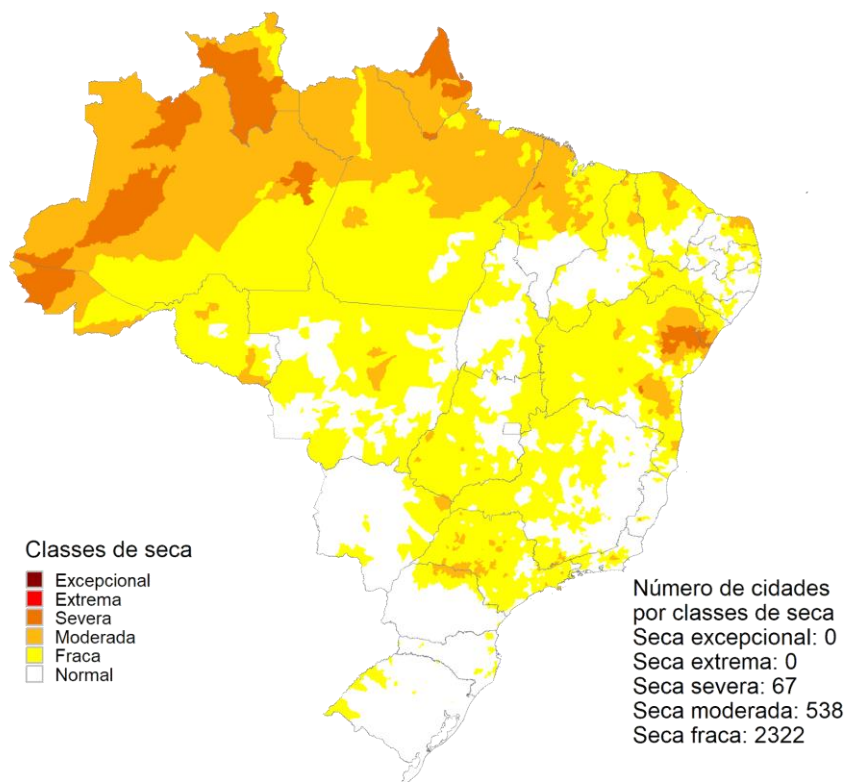 Classes de seca
Excepcional
Extrema
Severa
Moderada
Fraca
Normal
Número de cidades
por classes de seca
Seca excepcional: 0
Seca extrema: 0
Seca severa: 67
Seca moderada: 538
Seca fraca: 2322